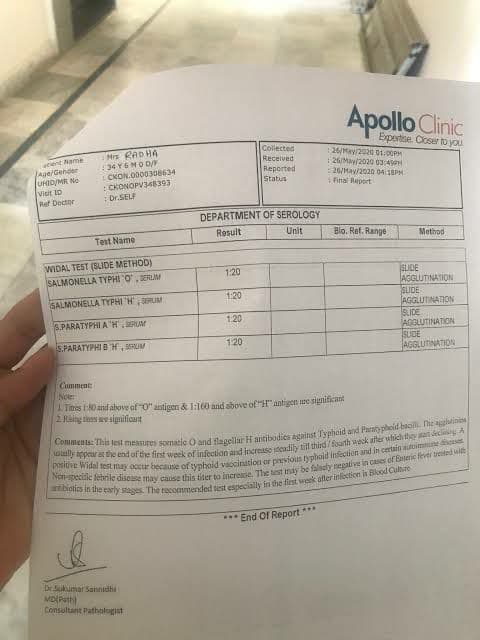 Apollo Clinic
Expertise. Closer to you.
Patient Name : Mrs RADHA
Age/Gender : 34 Y 6 M 0 D/F
UHID/MR No : CKON.0000308634
Visit ID : CKONOPV348393
Ref Doctor : Dr.SELF
Collected : 26/May/2020 01:00PM
Received : 26/May/2020 03:49PM
Reported : 26/May/2020 04:18PM
Status : Final Report
DEPARTMENT OF SEROLOGY
Test Name Result Unit Bio. Ref. Range Method
WIDAL TEST (SLIDE METHOD)
SALMONELLA TYPHI 'O' , SERUM 1:20 SLIDE AGGLUTINATION
SALMONELLA TYPHI 'H' , SERUM 1:20 SLIDE AGGLUTINATION
S.PARATYPHI A 'H' , SERUM 1:20 SLIDE AGGLUTINATION
S.PARATYPHI B 'H' , SERUM 1:20 SLIDE AGGLUTINATION
Comment:
Note:
1. Titres 1:80 and above of "O" antigen & 1:160 and above of "H" antigen are significant
2. Rising titres are significant
Comments: This test measures somatic O and flagellar H antibodies against Typhoid and Paratyphoid bacilli. The agglutinins
usually appear at the end of the first week of infection and increase steadily till third / fourth week after which they start declining. A
positive Widal test may occur because of typhoid vaccination or previous typhoid infection and in certain autoimmune diseases.
Non-specific febrile disease may cause this titer to increase. The test may be falsely negative in cases of Enteric fever treated with
antibiotics in the early stages. The recommended test especially in the first week after infection is Blood Culture.
*** End Of Report ***
Dr.Sukumar Sannidhi
MD(Path)
Consultant Pathologist